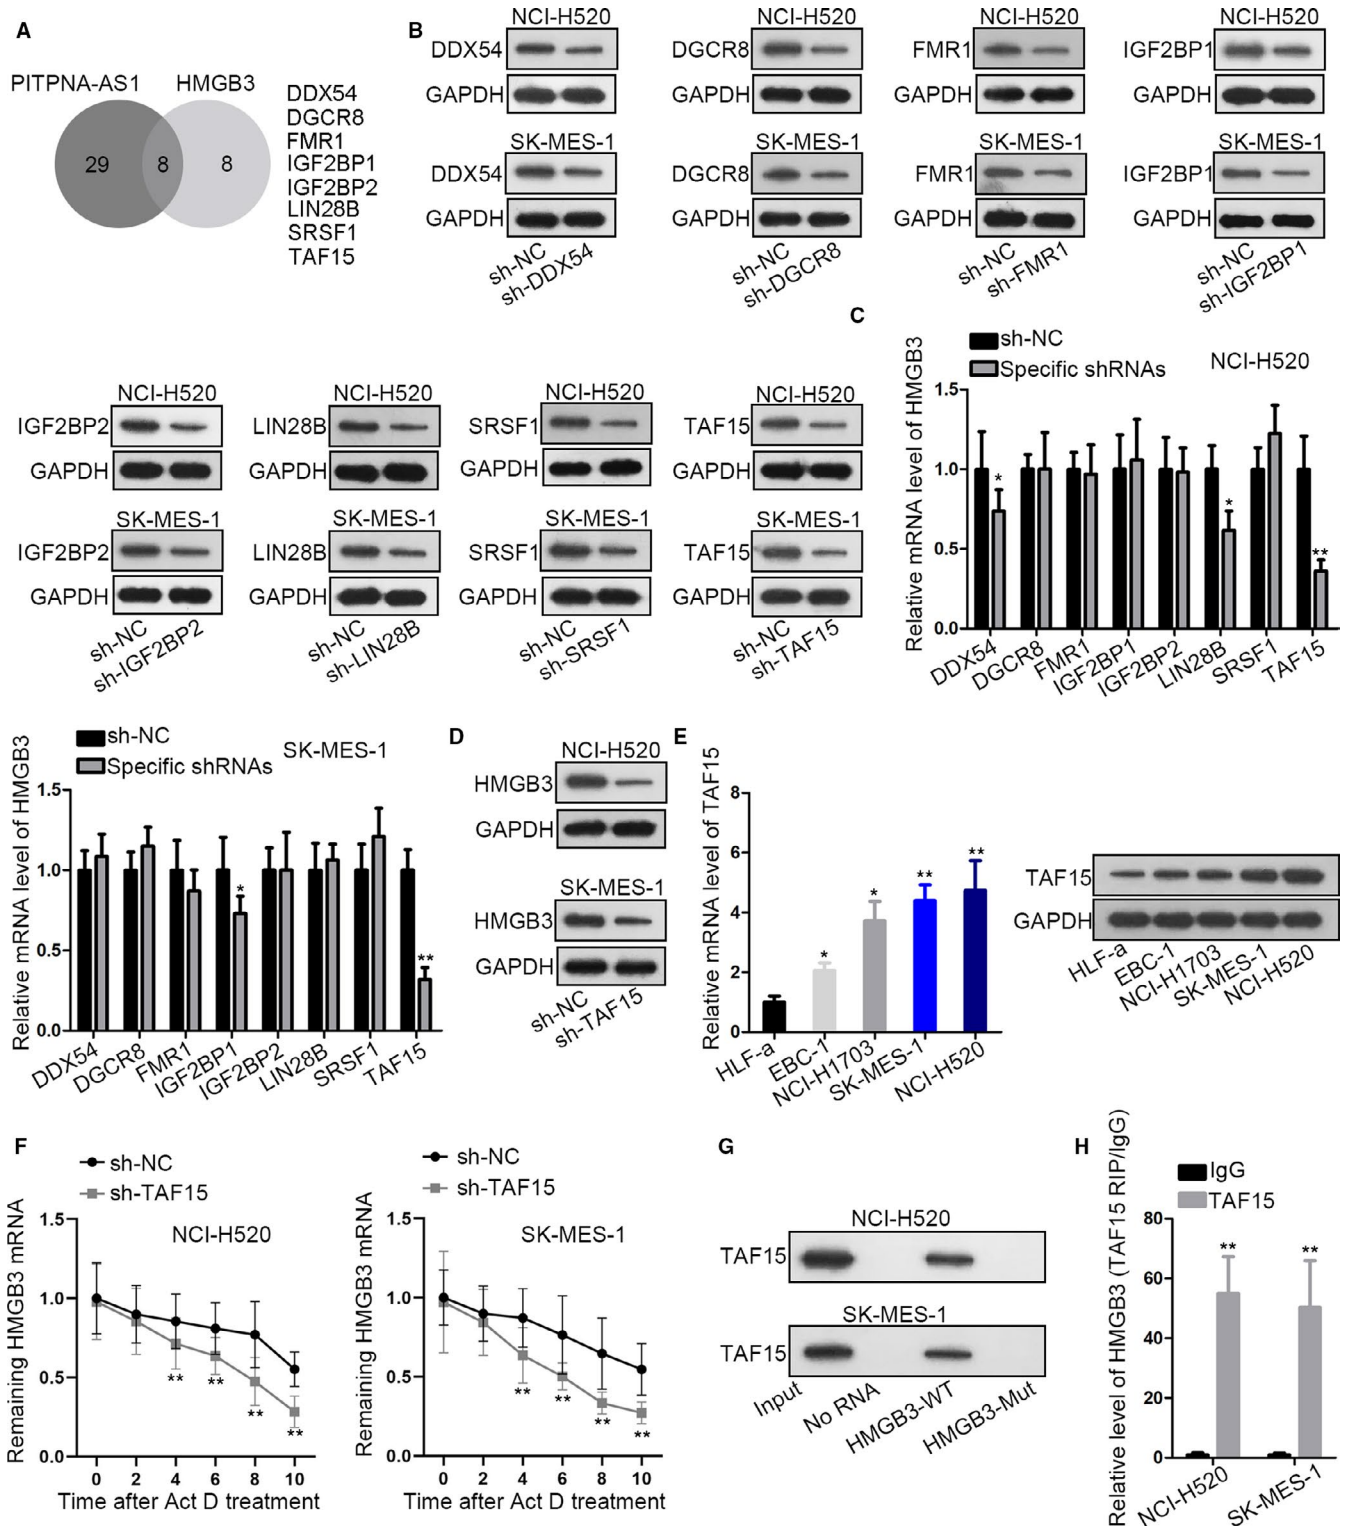 A
PITPNA-AS1 HMGB3
29 8 8
DDX54
DGCR8
FMR1
IGF2BP1
IGF2BP2
LIN28B
SRSF1
TAF15
B
NCI-H520
DDX54
GAPDH
SK-MES-1
DDX54
GAPDH
sh-NC
sh-DDX54
NCI-H520
DGCR8
GAPDH
SK-MES-1
DGCR8
GAPDH
sh-NC
sh-DGCR8
NCI-H520
FMR1
GAPDH
SK-MES-1
FMR1
GAPDH
sh-NC
sh-FMR1
NCI-H520
IGF2BP1
GAPDH
SK-MES-1
IGF2BP1
GAPDH
sh-NC
sh-IGF2BP1
NCI-H520
IGF2BP2
GAPDH
SK-MES-1
IGF2BP2
GAPDH
sh-NC
sh-IGF2BP2
NCI-H520
LIN28B
GAPDH
SK-MES-1
LIN28B
GAPDH
sh-NC
sh-LIN28B
NCI-H520
SRSF1
GAPDH
SK-MES-1
SRSF1
GAPDH
sh-NC
sh-SRSF1
NCI-H520
TAF15
GAPDH
SK-MES-1
TAF15
GAPDH
sh-NC
sh-TAF15
C
sh-NC
Specific shRNAs
NCI-H520
Relative mRNA level of HMGB3
1.5
1.0
0.5
0.0
* * **
DDX54
DGCR8
FMR1
IGF2BP1
IGF2BP2
LIN28B
SRSF1
TAF15
sh-NC
Specific shRNAs
SK-MES-1
Relative mRNA level of HMGB3
1.5
1.0
0.5
0.0
* **
DDX54
DGCR8
FMR1
IGF2BP1
IGF2BP2
LIN28B
SRSF1
TAF15
D
NCI-H520
HMGB3
GAPDH
SK-MES-1
HMGB3
GAPDH
sh-NC
sh-TAF15
E
Relative mRNA level of TAF15
8
6
4
2
0
* * ** **
HLF-a
EBC-1
NCI-H1703
SK-MES-1
NCI-H520
TAF15
GAPDH
HLF-a
EBC-1
NCI-H1703
SK-MES-1
NCI-H520
F
sh-NC
sh-TAF15
NCI-H520
Remaining HMGB3 mRNA
1.5
1.0
0.5
0.0
** ** ** **
0 2 4 6 8 10
Time after Act D treatment
sh-NC
sh-TAF15
SK-MES-1
Remaining HMGB3 mRNA
1.5
1.0
0.5
0.0
** ** ** **
0 2 4 6 8 10
Time after Act D treatment
G
NCI-H520
TAF15
SK-MES-1
TAF15
Input
No RNA
HMGB3-WT
HMGB3-Mut
H
IgG
TAF15
Relative level of HMGB3 (TAF15 RIP/IgG)
80
60
40
20
0
** **
NCI-H520
SK-MES-1